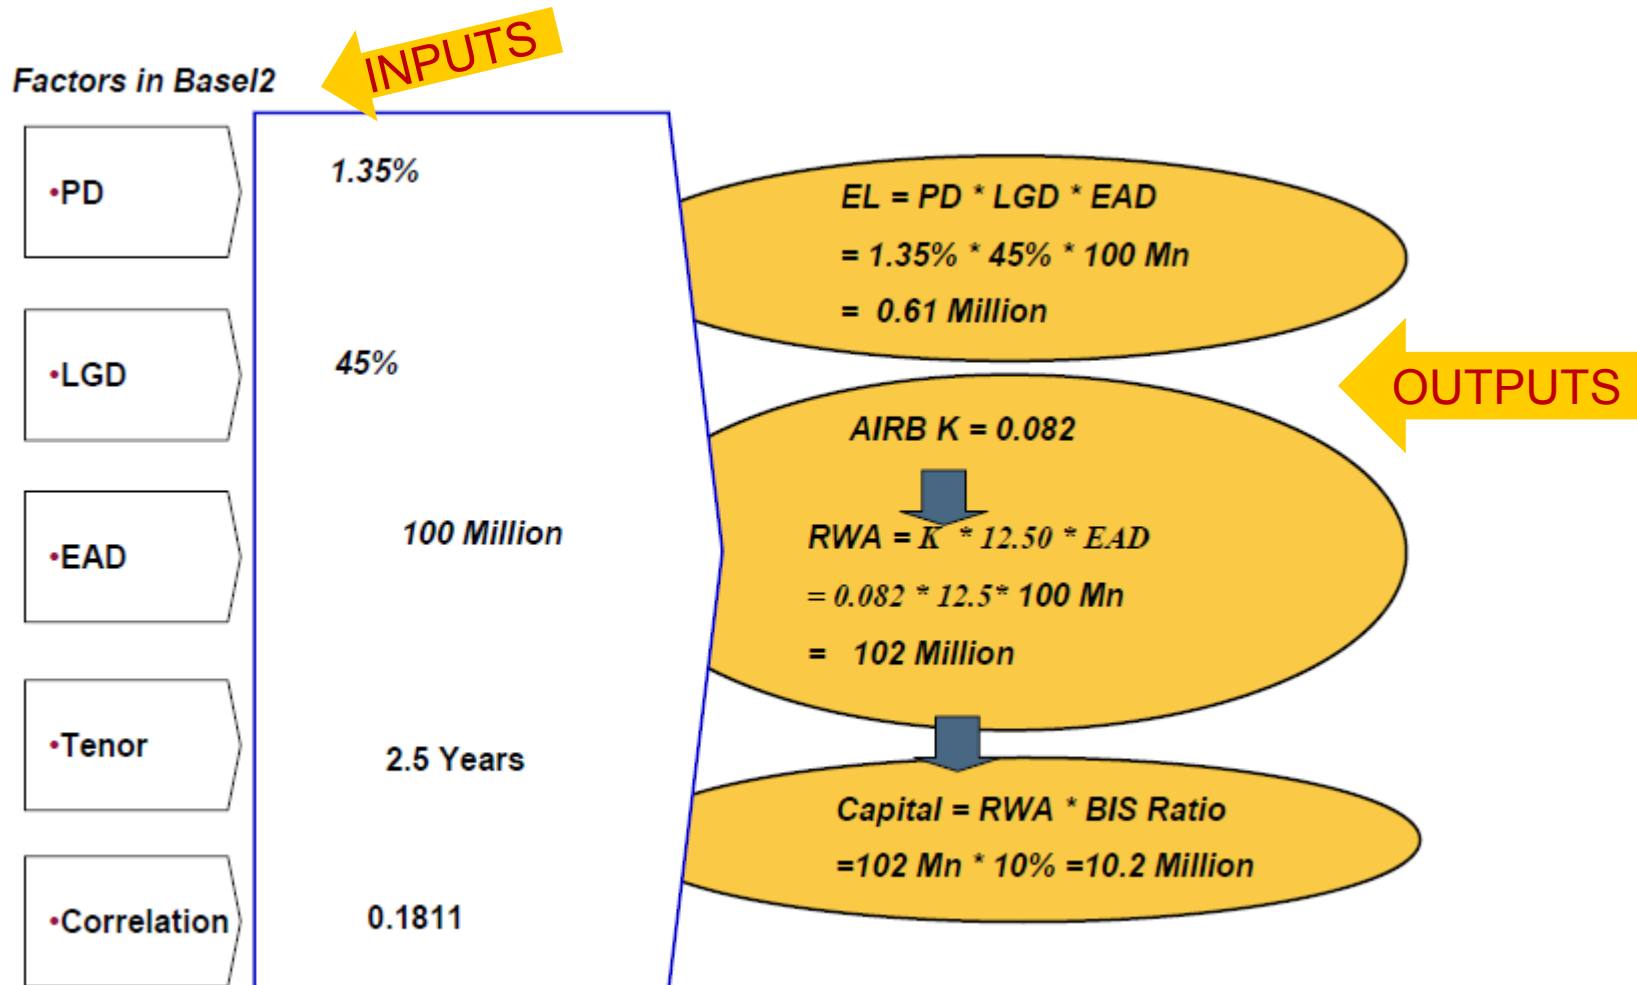 INPUTS
Factors in Basel2
•PD
1.35%
•LGD
45%
•EAD
100 Million
•Tenor
2.5 Years
•Correlation
0.1811
EL = PD * LGD * EAD
= 1.35% * 45% * 100 Mn
= 0.61 Million
OUTPUTS
AIRB K = 0.082
RWA = K * 12.50 * EAD
= 0.082 * 12.5* 100 Mn
= 102 Million
Capital = RWA * BIS Ratio
=102 Mn * 10% =10.2 Million